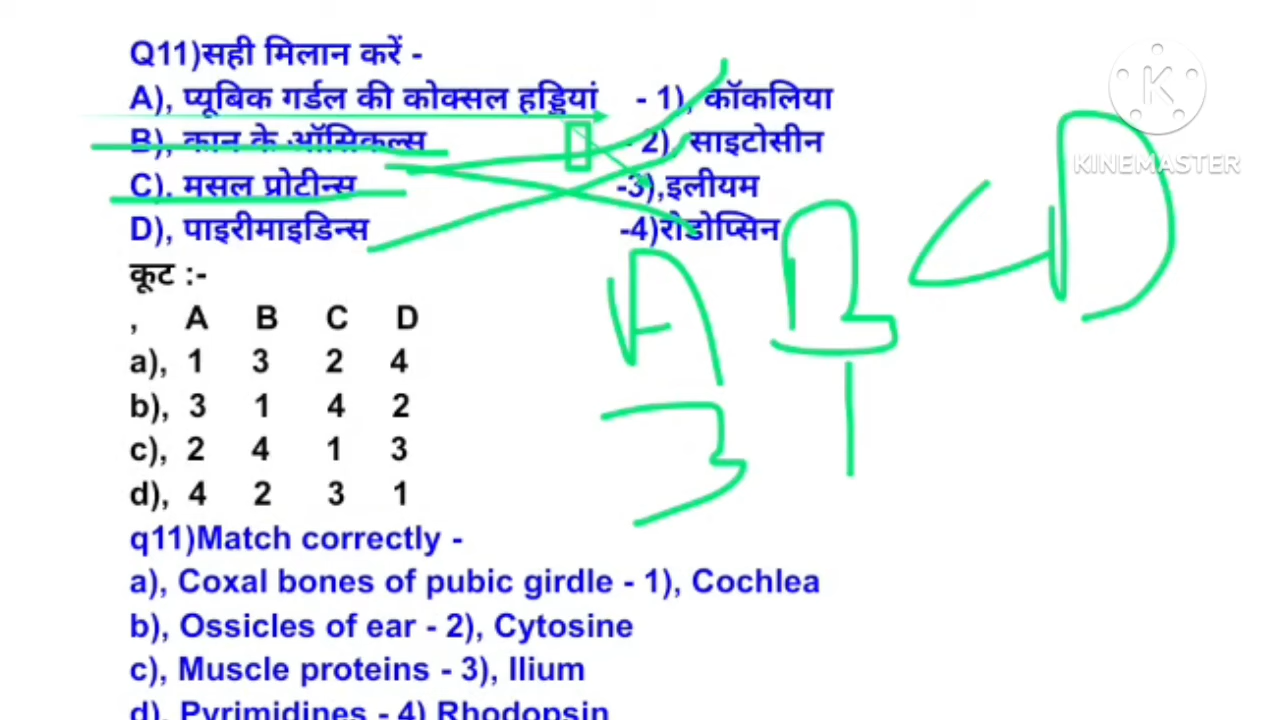 Q11)सही मिलान करें -
A), प्यूबिक गर्डल की कोक्सल हड्डियां - 1), कॉकलिया
B), कान के ऑसिकल्स - 2), साइटोसीन
C), मसल प्रोटीन्स -3),इलीयम
D), पाइरीमाइडिन्स -4)रोडोप्सिन
कूट :-
, A B C D
a), 1 3 2 4
b), 3 1 4 2
c), 2 4 1 3
d), 4 2 3 1
q11)Match correctly -
a), Coxal bones of pubic girdle - 1), Cochlea
b), Ossicles of ear - 2), Cytosine
c), Muscle proteins - 3), Ilium
d), Pyrimidines - 4) Rhodopsin
A B C D
3 1
K
KINEMASTER